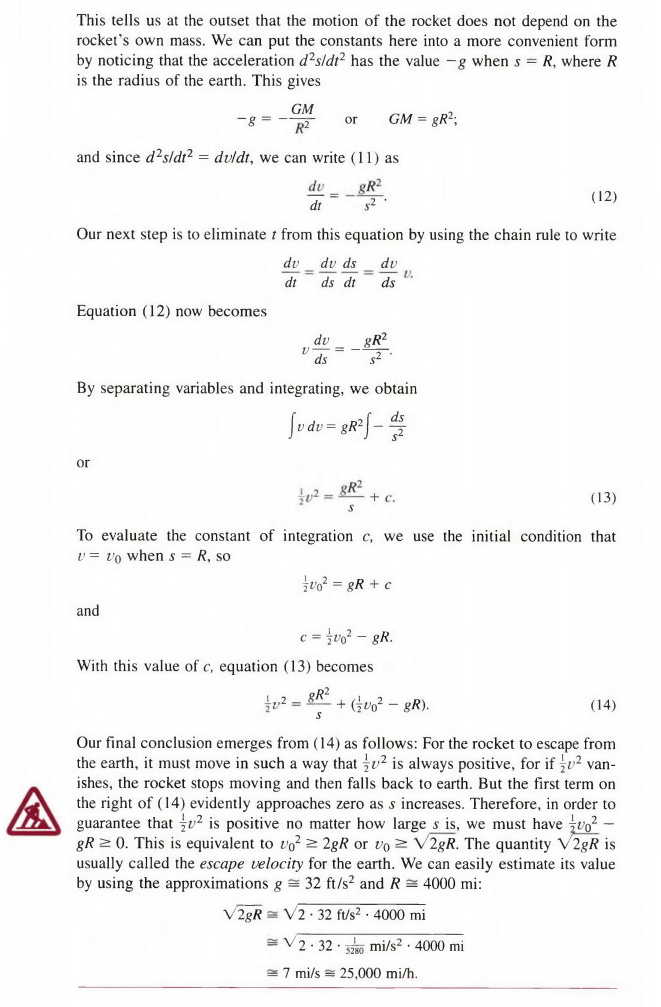 This tells us at the outset that the motion of the rocket does not depend on the
rocket's own mass. We can put the constants here into a more convenient form
by noticing that the acceleration d²s/dt² has the value −g when s = R, where R
is the radius of the earth. This gives
−g = −GM/R² or GM = gR²;
and since d²s/dt² = dv/dt, we can write (11) as
dv/dt = −gR²/s². (12)
Our next step is to eliminate t from this equation by using the chain rule to write
dv/dt = dv/ds ds/dt = dv/ds v.
Equation (12) now becomes
v dv/ds = −gR²/s².
By separating variables and integrating, we obtain
∫v dv = gR²∫− ds/s²
or
½v² = gR²/s + c. (13)
To evaluate the constant of integration c, we use the initial condition that
v = v₀ when s = R, so
½v₀² = gR + c
and
c = ½v₀² − gR.
With this value of c, equation (13) becomes
½v² = gR²/s + (½v₀² − gR). (14)
Our final conclusion emerges from (14) as follows: For the rocket to escape from
the earth, it must move in such a way that ½v² is always positive, for if ½v² van-
ishes, the rocket stops moving and then falls back to earth. But the first term on
the right of (14) evidently approaches zero as s increases. Therefore, in order to
guarantee that ½v² is positive no matter how large s is, we must have ½v₀² −
gR ≥ 0. This is equivalent to v₀² ≥ 2gR or v₀ ≥ √2gR. The quantity √2gR is
usually called the escape velocity for the earth. We can easily estimate its value
by using the approximations g ≅ 32 ft/s² and R ≅ 4000 mi:
√2gR ≅ √2 · 32 ft/s² · 4000 mi
≅ √2 · 32 · 1/5280 mi/s² · 4000 mi
≅ 7 mi/s ≅ 25,000 mi/h.